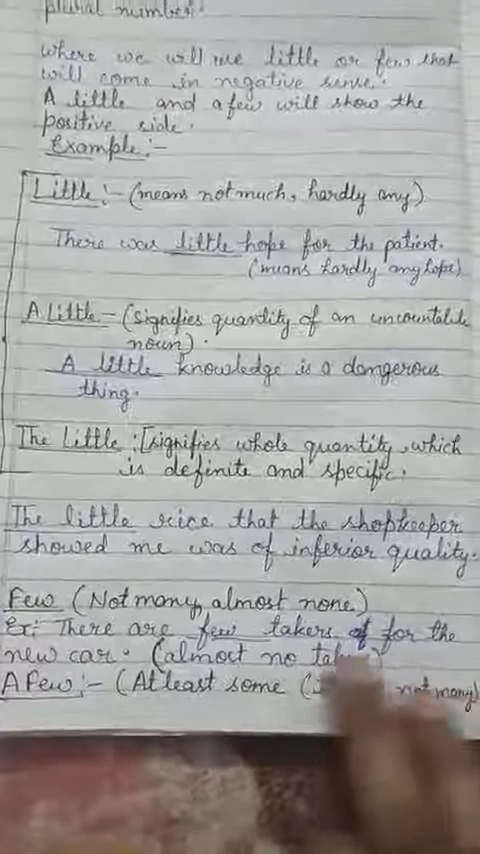 plural number.
where we will use little or few that
will come in negative sense.
A little and a few will show the
positive side.
Example:-
Little:- (means not much, hardly any)
There was little hope for the patient.
(means hardly any hope)
A Little - (signifies quantity of an uncountable
noun).
A little knowledge is a dangerous
thing.
The Little: [signifies whole quantity, which
is definite and specific.
The little rice that the shopkeeper
showed me was of inferior quality.
Few (Not many, almost none)
Ex: There are few takers of for the
new car. (almost no
A Few:- (At least some ( not many)